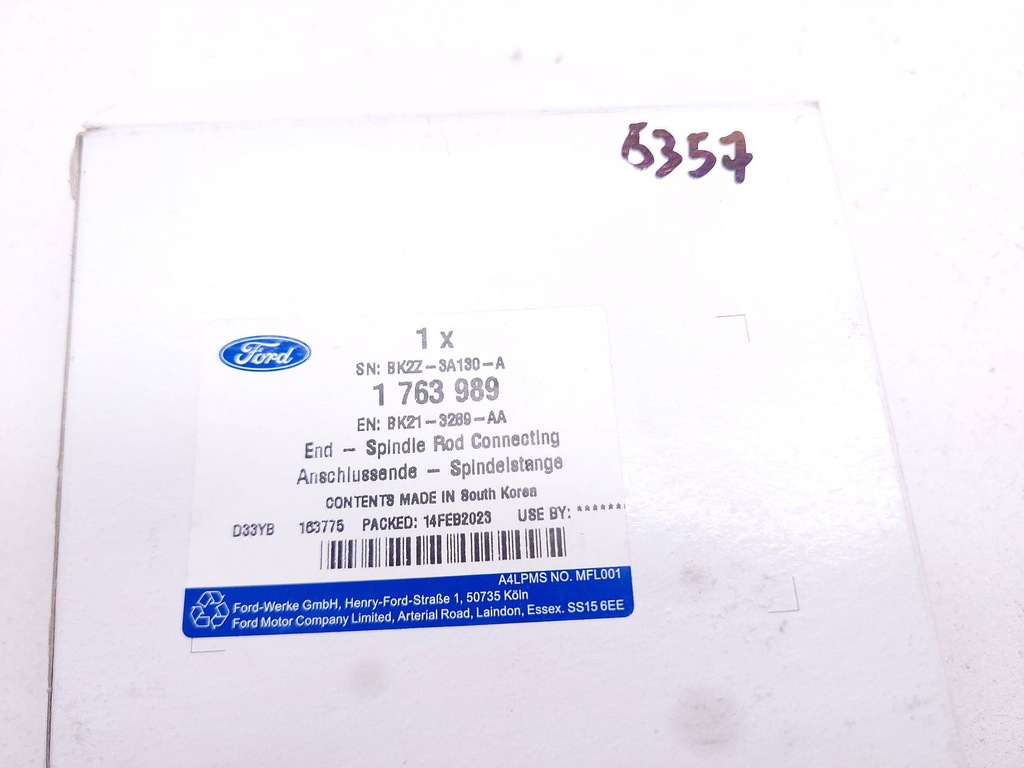 6357
Ford
1 x
SN: BK2Z-3A130-A
1 763 989
EN: BK21-3289-AA
End - Spindle Rod Connecting
Anschlussende - Spindelstange
CONTENTS MADE IN South Korea
D33YB 163775 PACKED: 14FEB2023 USE BY: ******
A4LPMS NO. MFL001
Ford-Werke GmbH, Henry-Ford-Straße 1, 50735 Köln
Ford Motor Company Limited, Arterial Road, Laindon, Essex. SS15 6EE